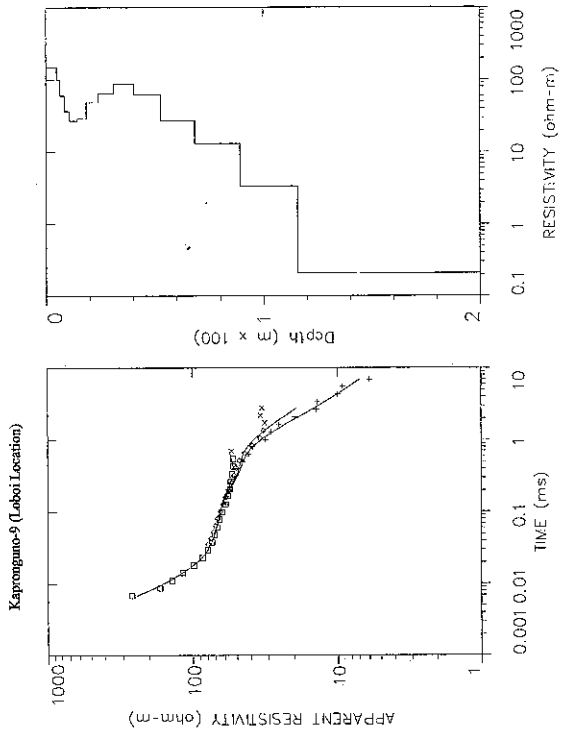 Kapronguno-9 (Loboi Location)
APPARENT RESISTIVITY (ohm-m)
1000
100
10
1
0.001 0.01 0.1 1 10
TIME (ms)
Depth (m x 100)
0
1
2
0.1 1 10 100 1000
RESISTIVITY (ohm-m)